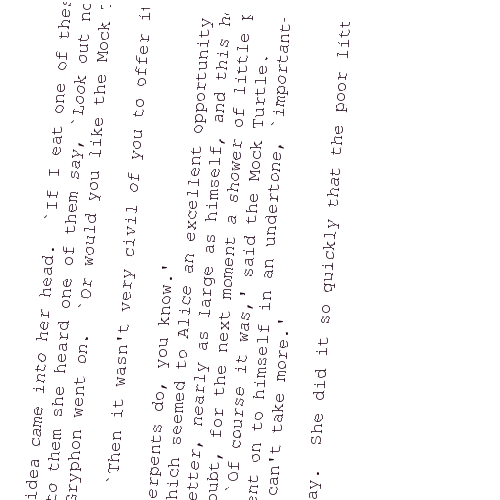 idea came into her head. `If I eat one of thes
to them she heard one of them say, `Look out no
Gryphon went on. `Or would you like the Mock
`Then it wasn't very civil of you to offer it
erpents do, you know.'
hich seemed to Alice an excellent opportunity
etter, nearly as large as himself, and this h
oubt, for the next moment a shower of little p
`Of course it was,' said the Mock Turtle.
ent on to himself in an undertone, `important-
can't take more.'
ay. She did it so quickly that the poor litt